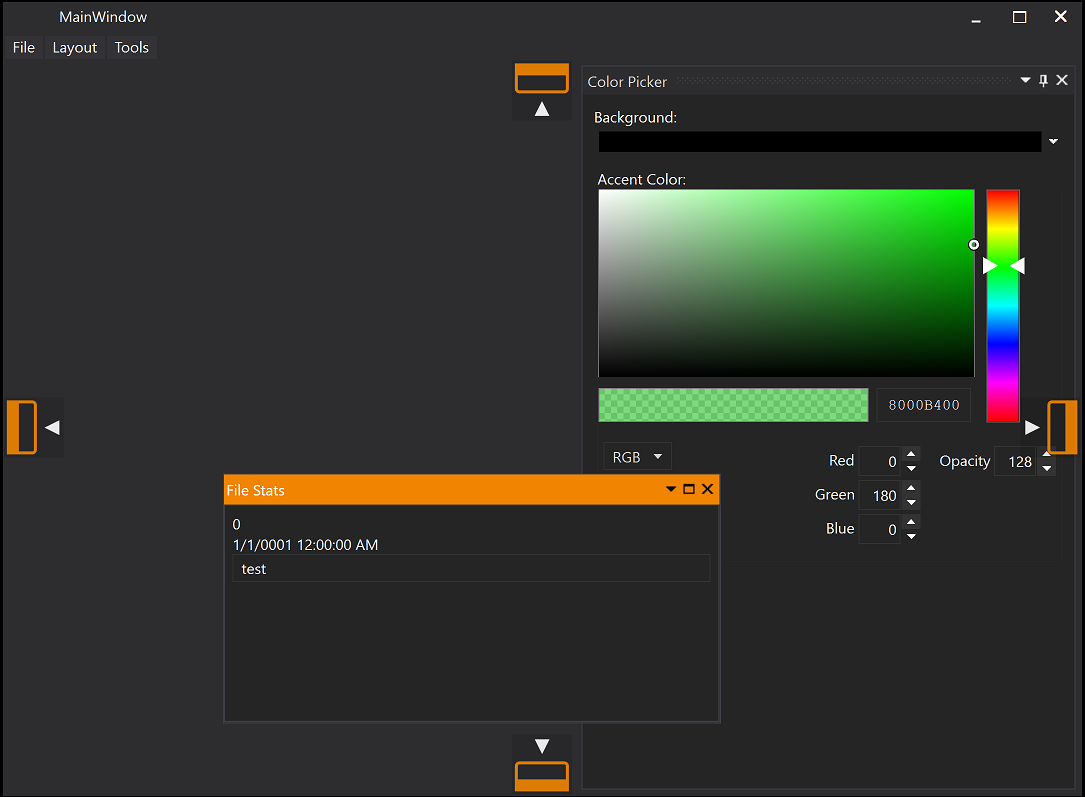 MainWindow
File Layout Tools
Color Picker
Background:
Accent Color:
8000B400
RGB
Red 0 Opacity 128
Green 180
Blue 0
File Stats
0
1/1/0001 12:00:00 AM
test